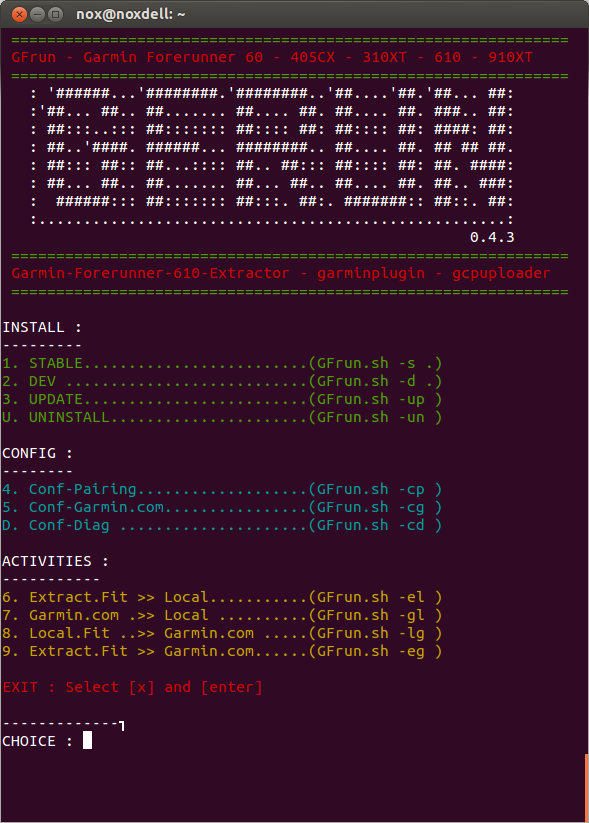 nox@noxdell: ~
==============================================================
GFrun - Garmin Forerunner 60 - 405CX - 310XT - 610 - 910XT
==============================================================
: '######...'########.'########..'##....'##.'##... ##:
:'##... ##.. ##....... ##.... ##. ##.... ##. ###.. ##:
: ##:::..::: ##::::::: ##:::: ##: ##:::: ##: ####: ##:
: ##..'####. ######... ########.. ##.... ##. ## ## ##.
: ##::: ##:: ##...:::: ##.. ##::: ##:::: ##: ##. ####:
: ##... ##.. ##....... ##... ##.. ##.... ##. ##.. ###:
:  ######::: ##::::::: ##:::. ##:. #######:: ##::. ##:
:....................................................:
0.4.3
==============================================================
Garmin-Forerunner-610-Extractor - garminplugin - gcpuploader
==============================================================
INSTALL :
---------
1. STABLE.........................(GFrun.sh -s .)
2. DEV ...........................(GFrun.sh -d .)
3. UPDATE.........................(GFrun.sh -up )
U. UNINSTALL......................(GFrun.sh -un )
CONFIG :
--------
4. Conf-Pairing...................(GFrun.sh -cp )
5. Conf-Garmin.com................(GFrun.sh -cg )
D. Conf-Diag .....................(GFrun.sh -cd )
ACTIVITIES :
-----------
6. Extract.Fit >> Local...........(GFrun.sh -el )
7. Garmin.com .>> Local ..........(GFrun.sh -gl )
8. Local.Fit ..>> Garmin.com .....(GFrun.sh -lg )
9. Extract.Fit >> Garmin.com......(GFrun.sh -eg )
EXIT : Select [x] and [enter]
-------------┐
CHOICE :